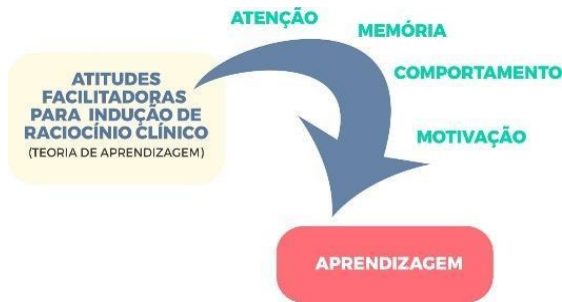 ATENÇÃO
MEMÓRIA
COMPORTAMENTO
MOTIVAÇÃO
ATITUDES
FACILITADORAS
PARA INDUÇÃO DE
RACIOCÍNIO CLÍNICO
(TEORIA DE APRENDIZAGEM)
APRENDIZAGEM